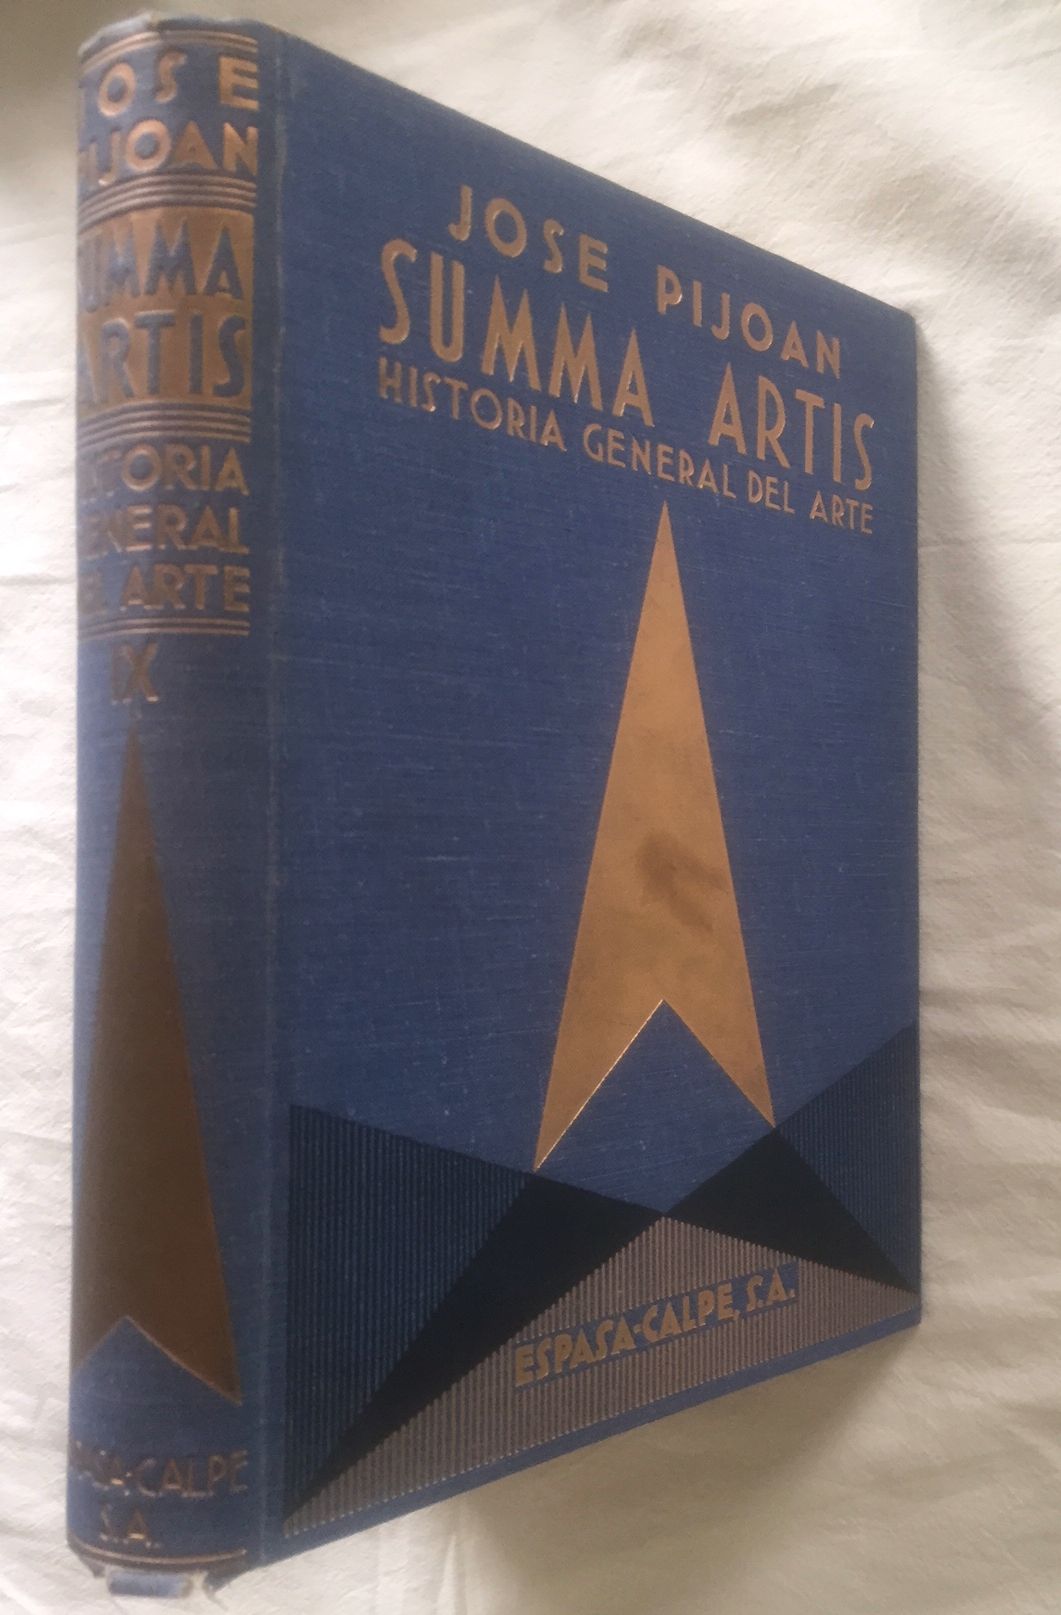 JOSE
PIJOAN
SUMMA
ARTIS
HISTORIA
GENERAL
DEL ARTE
IX
ESPASA-CALPE
S.A.
JOSE PIJOAN
SUMMA ARTIS
HISTORIA GENERAL DEL ARTE
ESPASA-CALPE, S.A.